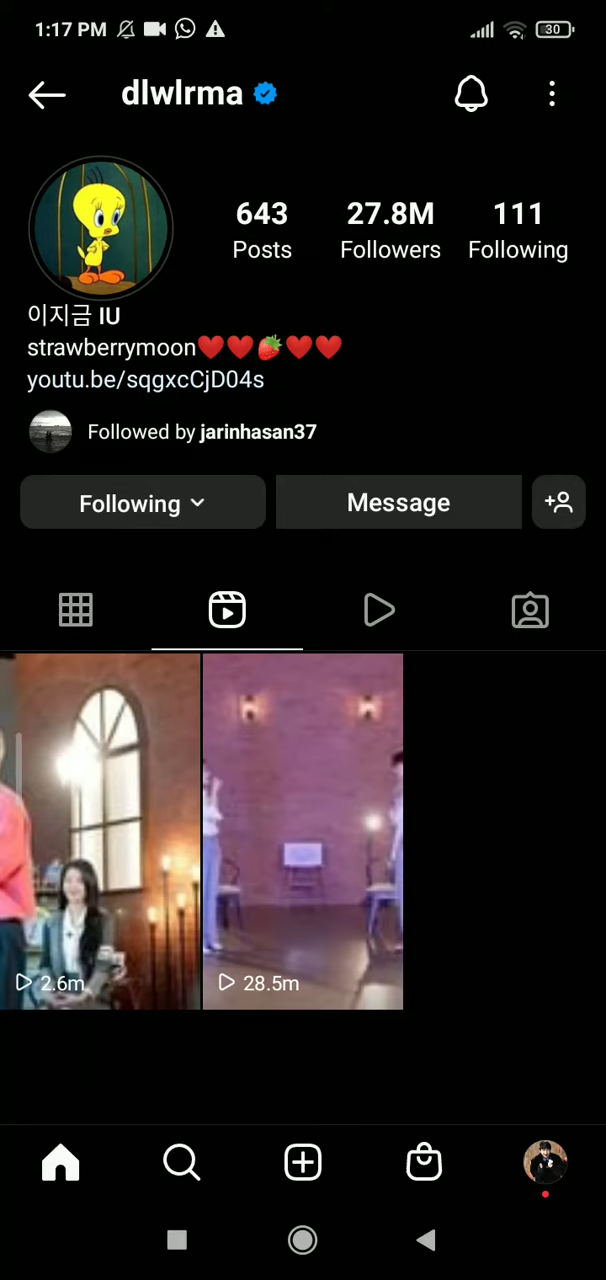 1:17 PM 30
dlwlrma
643 27.8M 111
Posts Followers Following
이지금 IU
strawberrymoon❤️❤️🍓❤️❤️
youtu.be/sqgxcCjD04s
Followed by jarinhasan37
Following Message
2.6m 28.5m